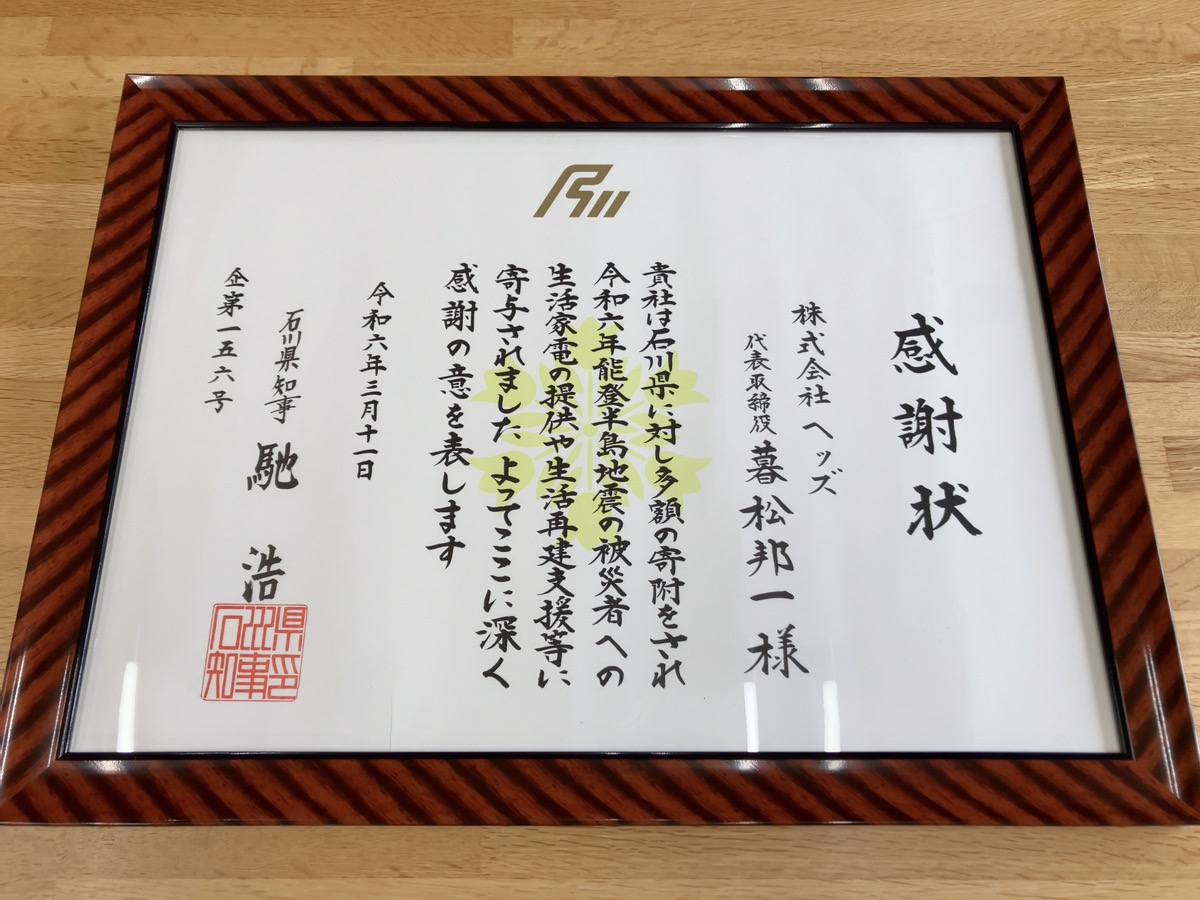 感謝状
株式会社 ヘッズ
代表取締役 暮松邦一様
貴社は石川県に対し多額の寄附をされ
令和六年能登半島地震の被災者への
生活家電の提供や生活再建支援等に
寄与されました よってここに深く
感謝の意を表します
令和六年三月十一日
石川県知事 馳 浩
企第一五六号
石川県知事印